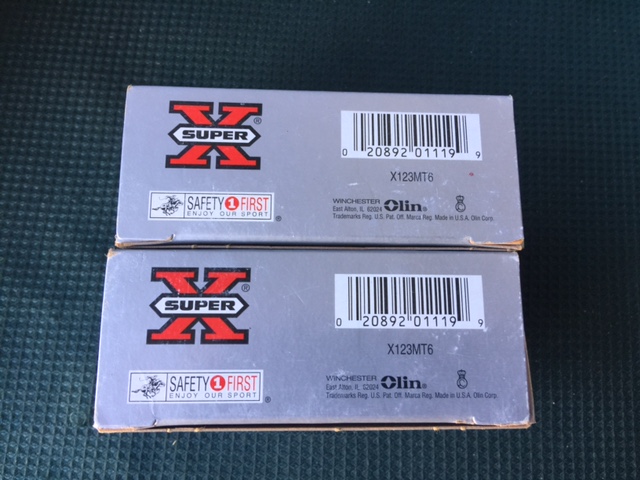 X
SUPER
®
0 20892 01119 9
X123MT6
SAFETY 1 FIRST
ENJOY OUR SPORT
®
WINCHESTER Olin®
East Alton, IL 62024
Trademarks Reg. U.S. Pat. Off. Marca Reg. Made in U.S.A. Olin Corp.
X
SUPER
®
0 20892 01119 9
X123MT6
SAFETY 1 FIRST
ENJOY OUR SPORT
®
WINCHESTER Olin®
East Alton, IL 62024
Trademarks Reg. U.S. Pat. Off. Marca Reg. Made in U.S.A. Olin Corp.